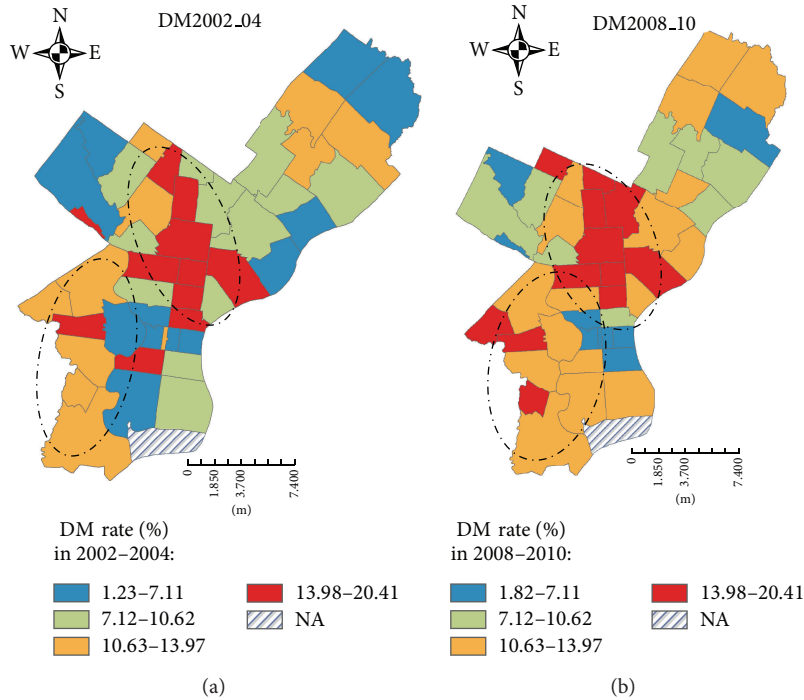 DM2002_04
N
W E
S
0
1.850
3.700
7.400
(m)
DM rate (%)
in 2002–2004:
1.23–7.11
7.12–10.62
10.63–13.97
13.98–20.41
NA
(a)
DM2008_10
N
W E
S
0
1.850
3.700
7.400
(m)
DM rate (%)
in 2008–2010:
1.82–7.11
7.12–10.62
10.63–13.97
13.98–20.41
NA
(b)